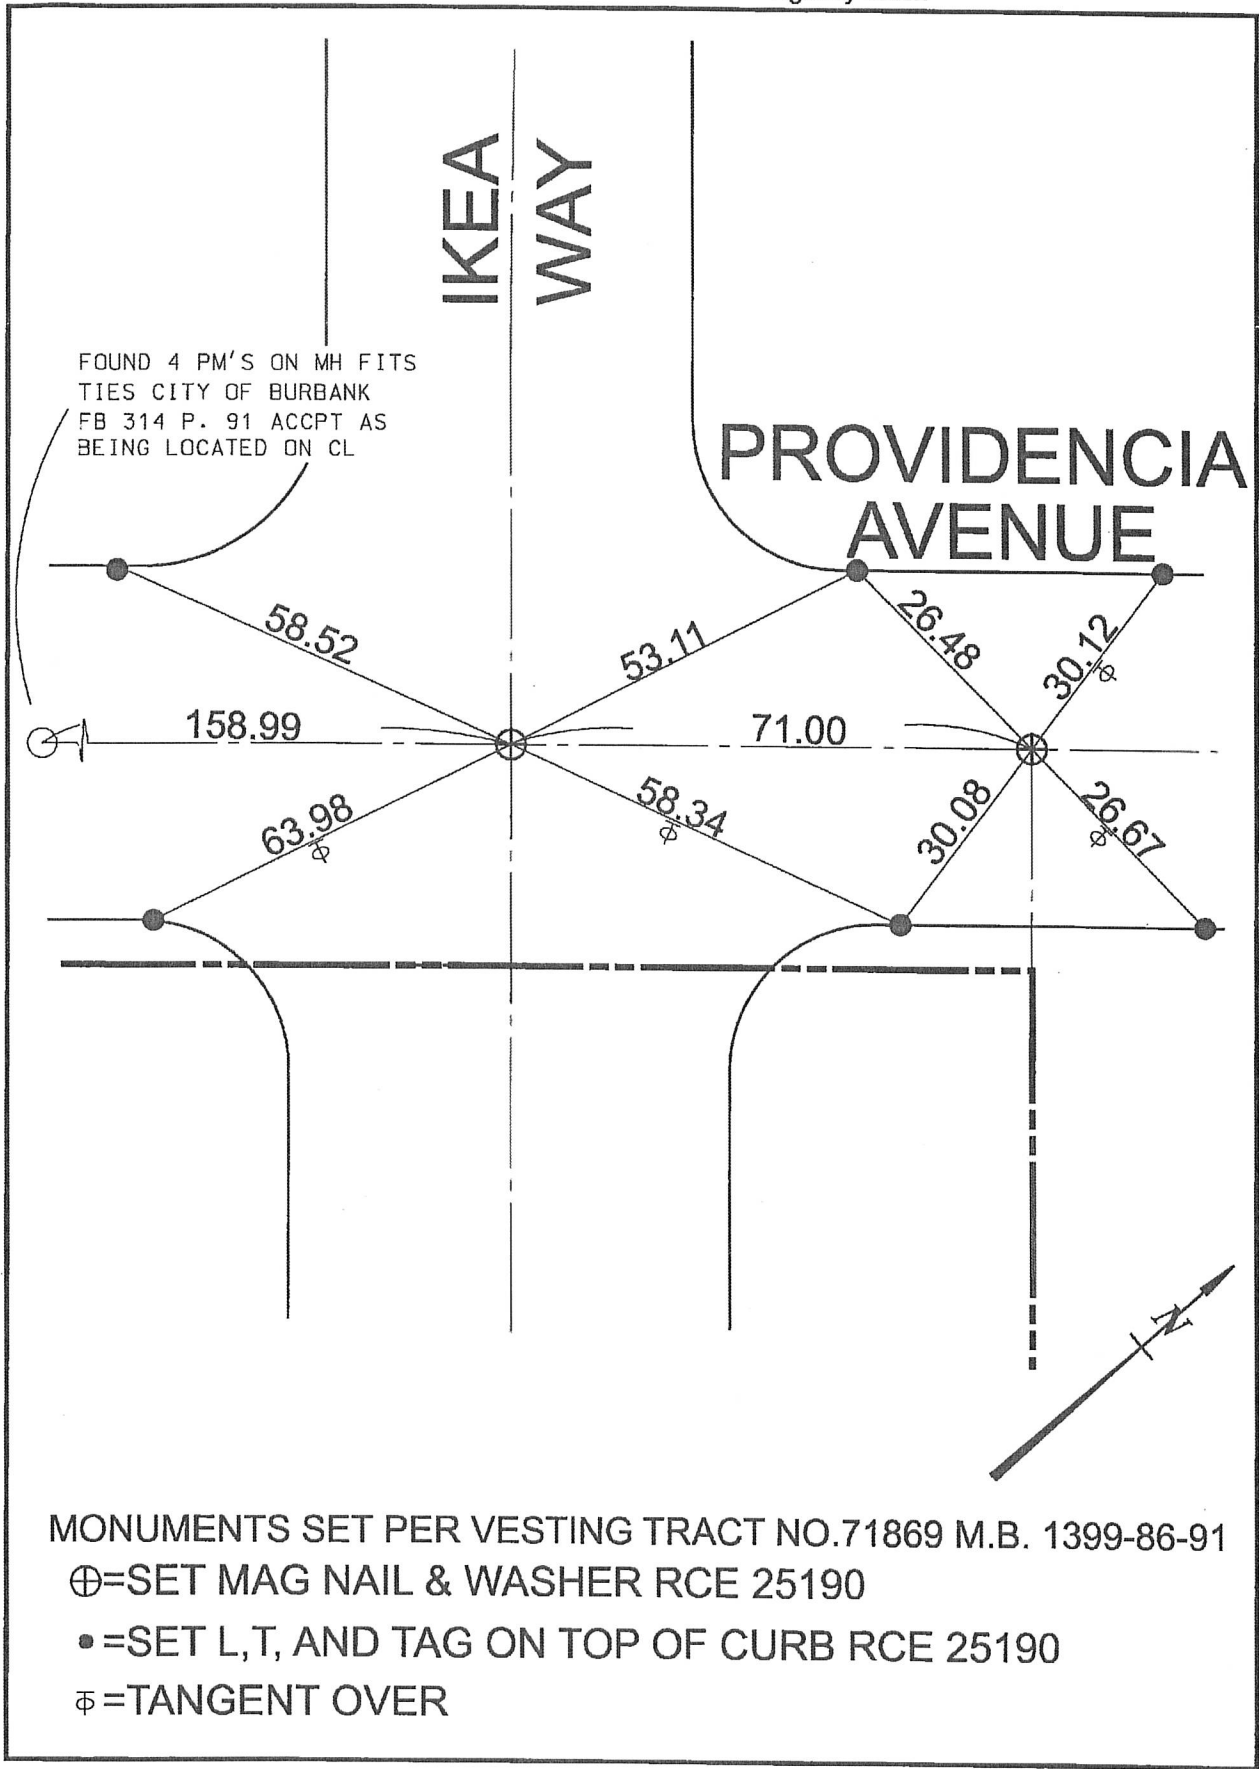 IKEA
WAY
FOUND 4 PM'S ON MH FITS
TIES CITY OF BURBANK
FB 314 P. 91 ACCPT AS
BEING LOCATED ON CL
PROVIDENCIA
AVENUE
58.52
53.11
26.48
30.12
158.99
71.00
63.98
58.34
30.08
26.67
N
MONUMENTS SET PER VESTING TRACT NO.71869 M.B. 1399-86-91
⊕=SET MAG NAIL & WASHER RCE 25190
•=SET L,T, AND TAG ON TOP OF CURB RCE 25190
=TANGENT OVER